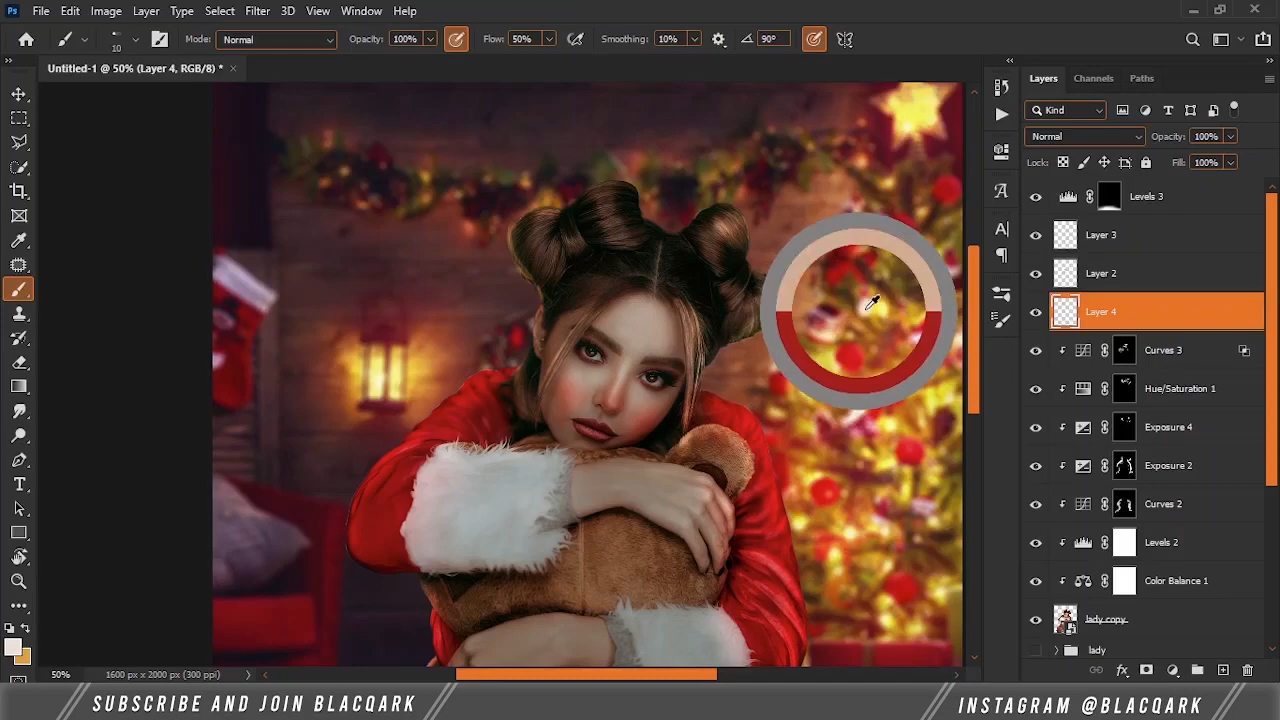 Ps File Edit Image Layer Type Select Filter 3D View Window Help
10 Mode: Normal Opacity: 100% Flow: 50% Smoothing: 10% 90°
Untitled-1 @ 50% (Layer 4, RGB/8) * ×
Layers Channels Paths
Kind
Normal Opacity: 100%
Lock: Fill: 100%
Levels 3
Layer 3
Layer 2
Layer 4
Curves 3
Hue/Saturation 1
Exposure 4
Exposure 2
Curves 2
Levels 2
Color Balance 1
lady copy
lady
50% 1600 px x 2000 px (300 ppi)
SUBSCRIBE AND JOIN BLACQARK
INSTAGRAM @BLACQARK